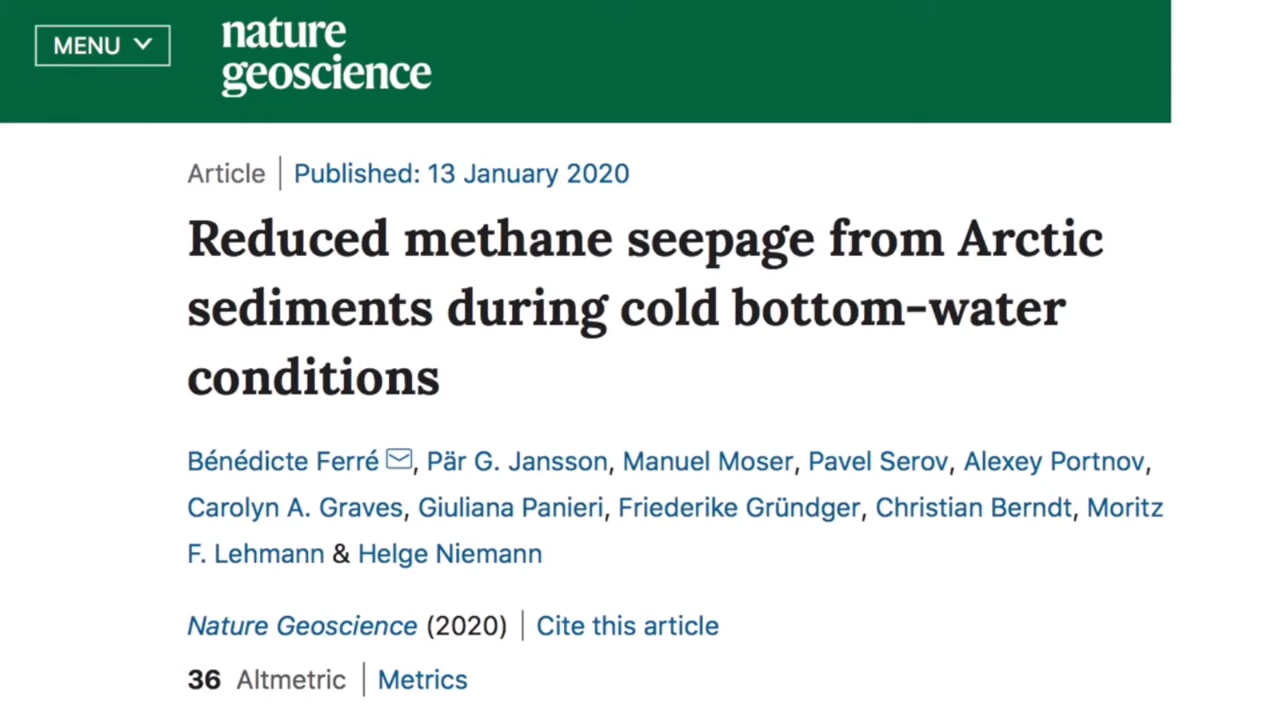 MENU
nature
geoscience
Article | Published: 13 January 2020
Reduced methane seepage from Arctic
sediments during cold bottom-water
conditions
Bénédicte Ferré, Pär G. Jansson, Manuel Moser, Pavel Serov, Alexey Portnov,
Carolyn A. Graves, Giuliana Panieri, Friederike Gründger, Christian Berndt, Moritz
F. Lehmann & Helge Niemann
Nature Geoscience (2020) | Cite this article
36 Altmetric | Metrics